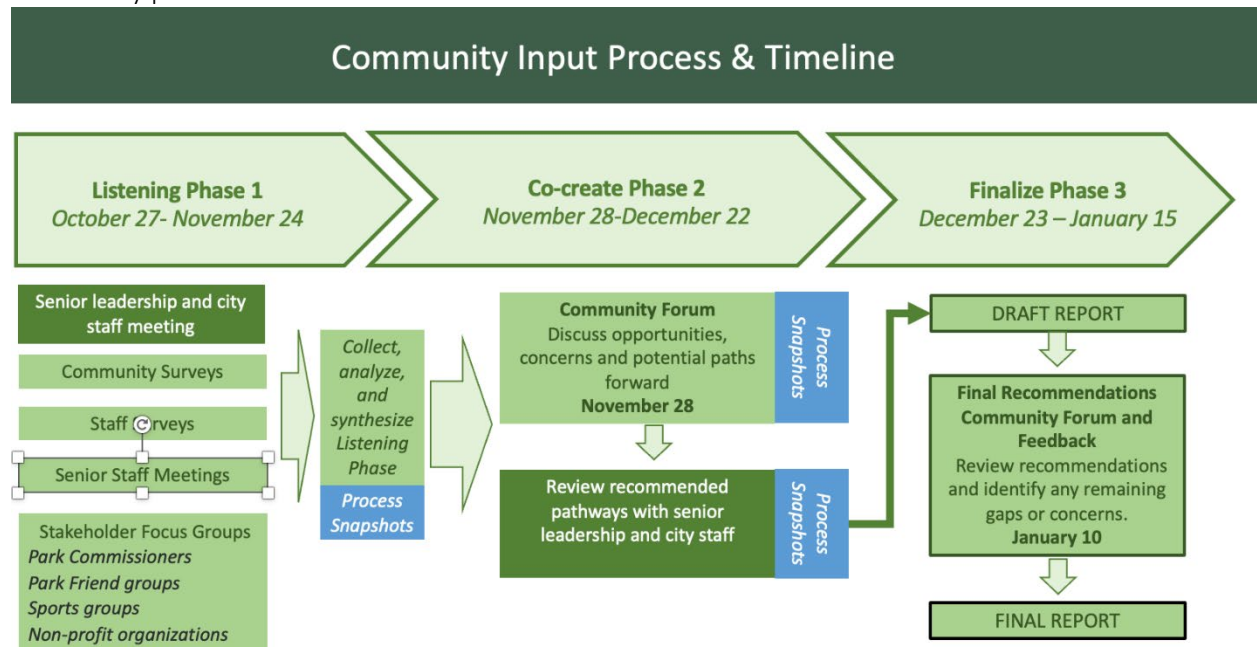 Community Input Process & Timeline
Listening Phase 1
October 27- November 24
Co-create Phase 2
November 28-December 22
Finalize Phase 3
December 23 – January 15
Senior leadership and city
staff meeting
Community Surveys
Staff
Senior Staff Meetings
Stakeholder Focus Groups
Park Commissioners
Park Friend groups
Sports groups
Non-profit organizations
Collect,
analyze,
and
synthesize
Listening
Phase
Process
Snapshots
Community Forum
Discuss opportunities,
concerns and potential paths
forward
November 28
Process
Snapshots
Review recommended
pathways with senior
leadership and city staff
Process
Snapshots
DRAFT REPORT
Final Recommendations
Community Forum and
Feedback
Review recommendations
and identify any remaining
gaps or concerns.
January 10
FINAL REPORT